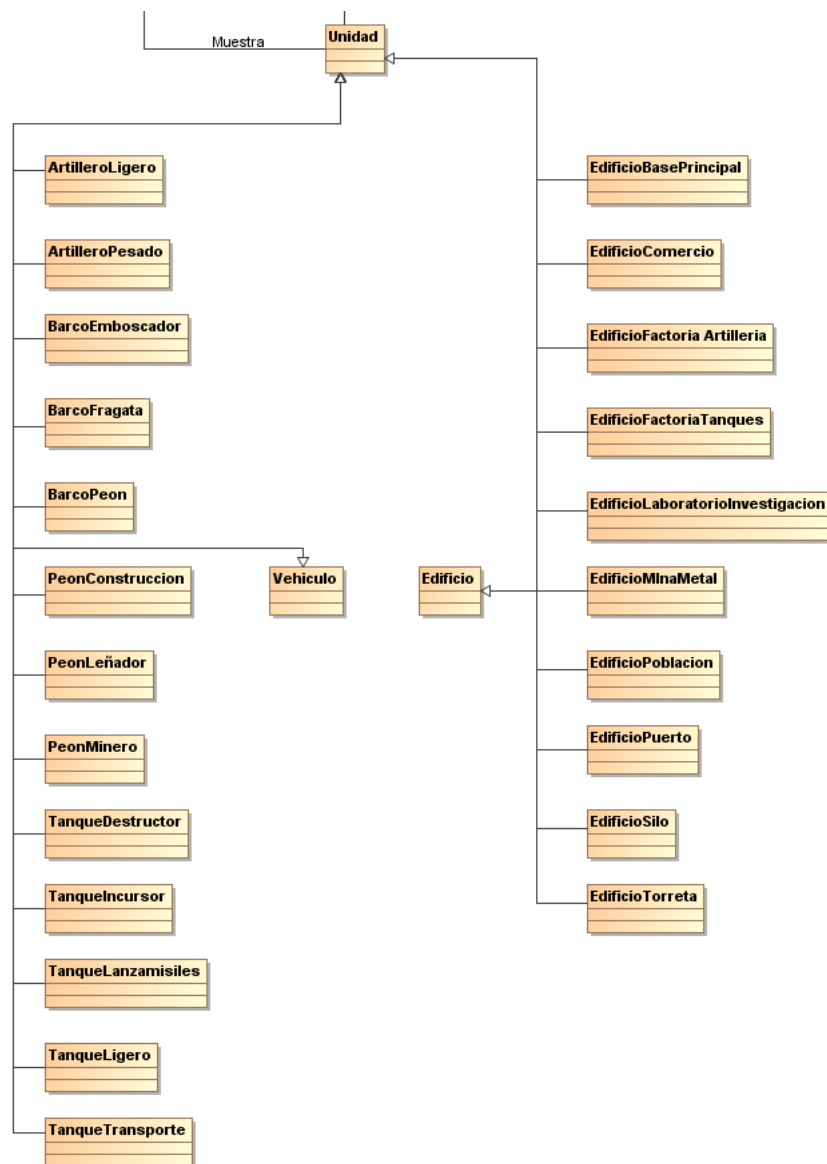 Muestra
Unidad
ArtilleroLigero
ArtilleroPesado
BarcoEmboscador
BarcoFragata
BarcoPeon
PeonConstruccion
PeonLeñador
PeonMinero
TanqueDestructor
TanqueIncursor
TanqueLanzamisiles
TanqueLigero
TanqueTransporte
Vehiculo
Edificio
EdificioBasePrincipal
EdificioComercio
EdificioFactoria Artilleria
EdificioFactoriaTanques
EdificioLaboratorioInvestigacion
EdificioMInaMetal
EdificioPoblacion
EdificioPuerto
EdificioSilo
EdificioTorreta